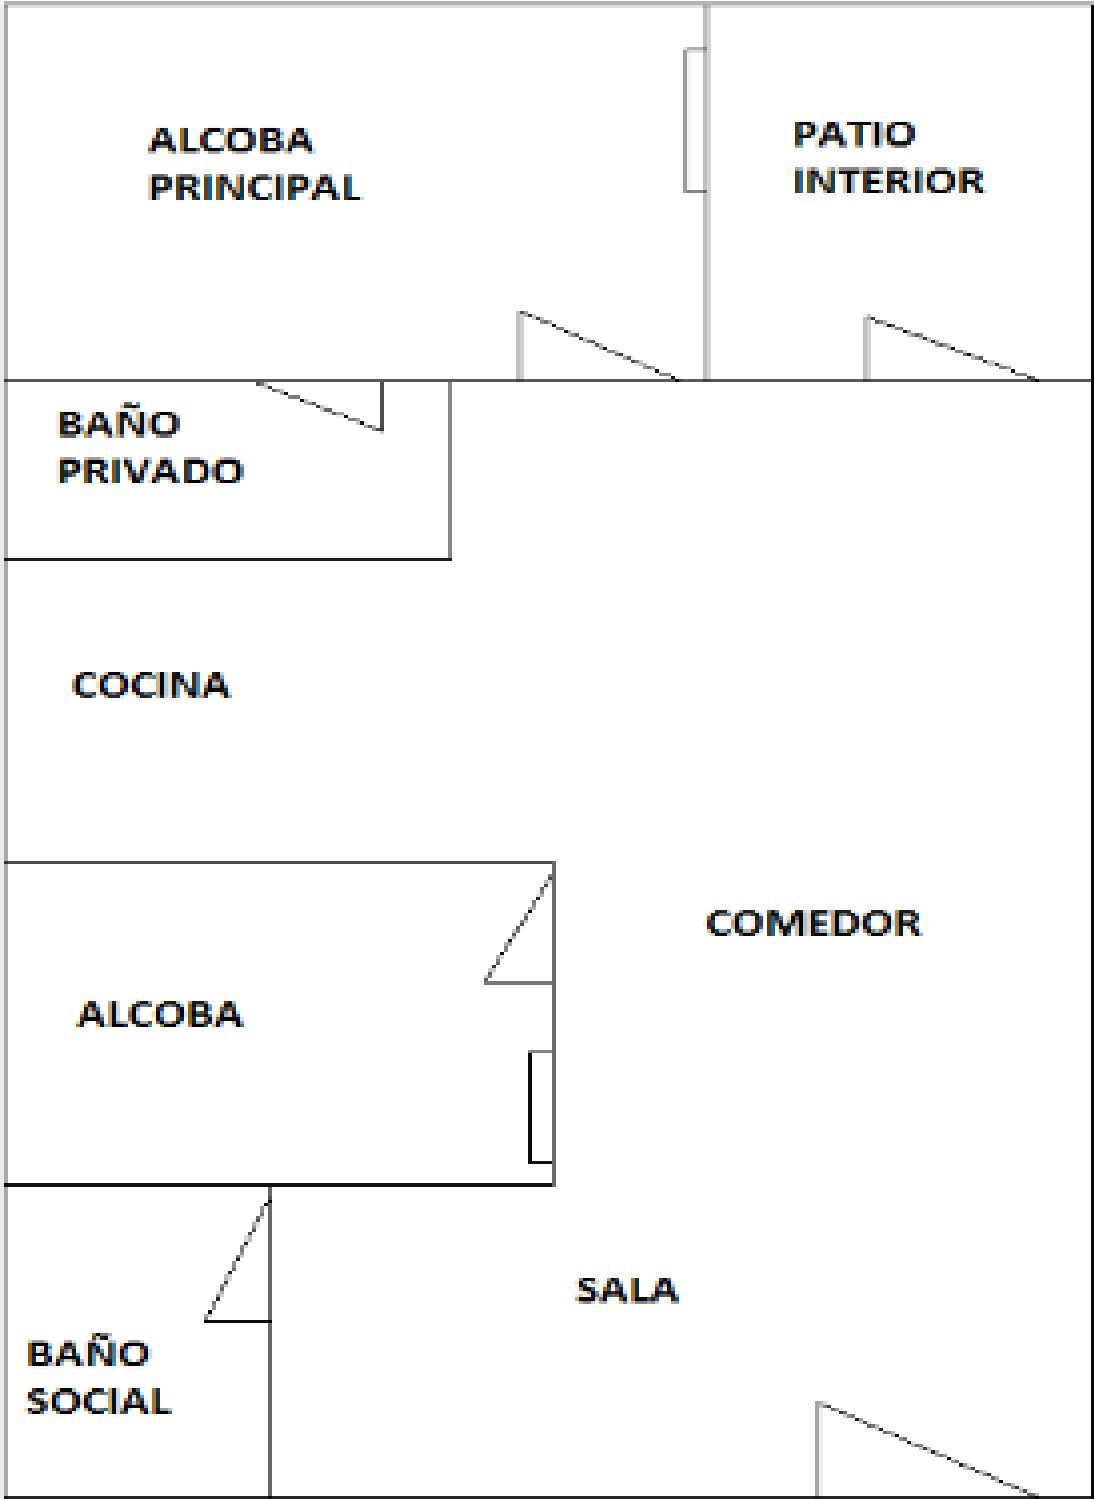 ALCOBA
PRINCIPAL
PATIO
INTERIOR
BAÑO
PRIVADO
COCINA
COMEDOR
ALCOBA
SALA
BAÑO
SOCIAL